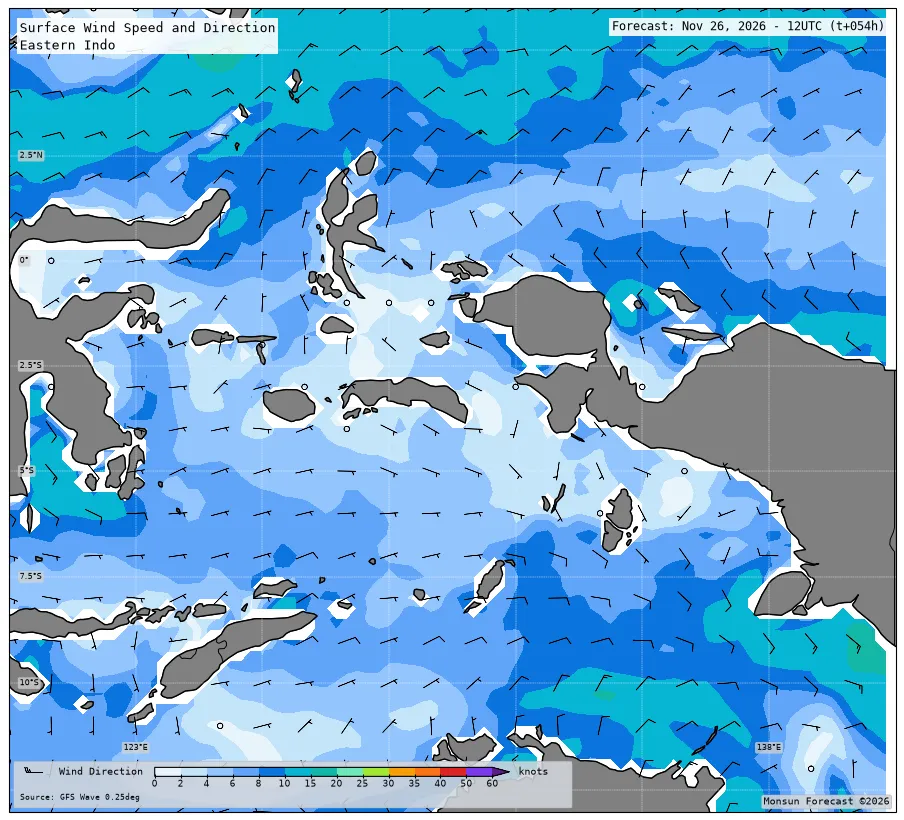 Surface Wind Speed and Direction
Eastern Indo
Forecast: Nov 26, 2026 - 12UTC (t+054h)
2.5°N
0°
2.5°S
5°S
7.5°S
10°S
123°E
138°E
Wind Direction
knots
0 2 4 6 8 10 15 20 25 30 35 40 50 60
Source: GFS Wave 0.25deg
Monsun Forecast ©2026